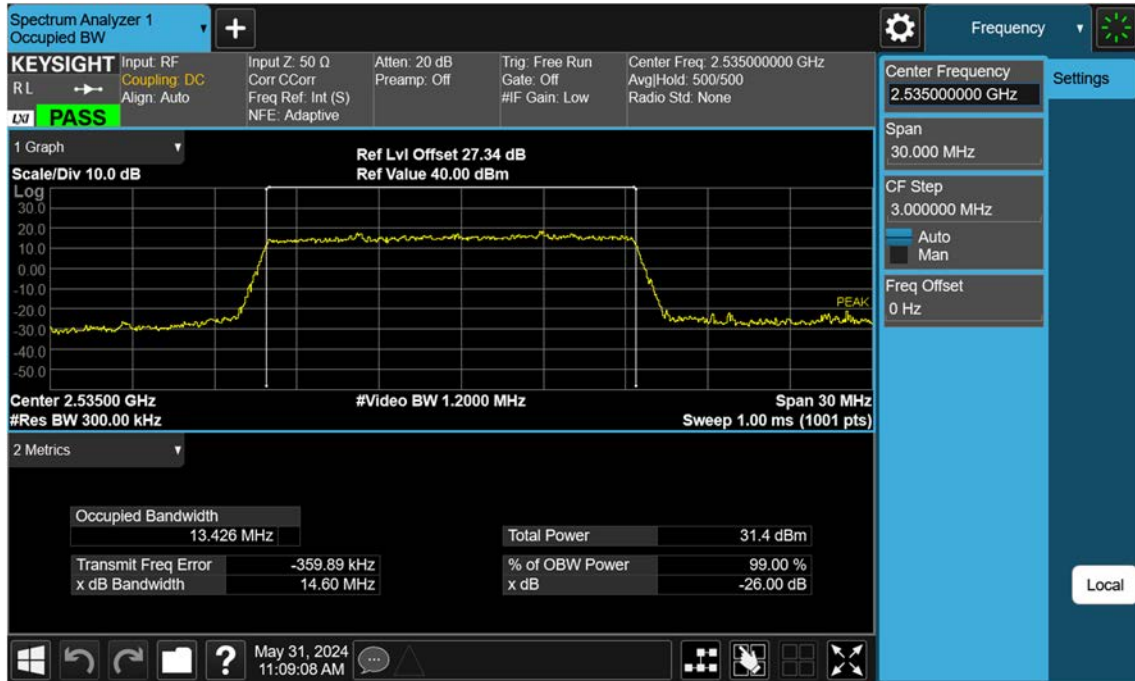 Spectrum Analyzer 1
Occupied BW
Frequency
KEYSIGHT
R L
LXI PASS
Input: RF
Coupling: DC
Align: Auto
Input Z: 50 Ω
Corr CCorr
Freq Ref: Int (S)
NFE: Adaptive
Atten: 20 dB
Preamp: Off
Trig: Free Run
Gate: Off
#IF Gain: Low
Center Freq: 2.535000000 GHz
Avg|Hold: 500/500
Radio Std: None
Center Frequency
2.535000000 GHz
Settings
Span
30.000 MHz
CF Step
3.000000 MHz
Auto
Man
Freq Offset
0 Hz
Local
1 Graph
Scale/Div 10.0 dB
Ref Lvl Offset 27.34 dB
Ref Value 40.00 dBm
Log
30.0
20.0
10.0
0.00
-10.0
-20.0
-30.0
-40.0
-50.0
PEAK
Center 2.53500 GHz
#Video BW 1.2000 MHz
Span 30 MHz
#Res BW 300.00 kHz
Sweep 1.00 ms (1001 pts)
2 Metrics
Occupied Bandwidth
13.426 MHz
Total Power 31.4 dBm
Transmit Freq Error -359.89 kHz
% of OBW Power 99.00 %
x dB Bandwidth 14.60 MHz
x dB -26.00 dB
?
May 31, 2024
11:09:08 AM